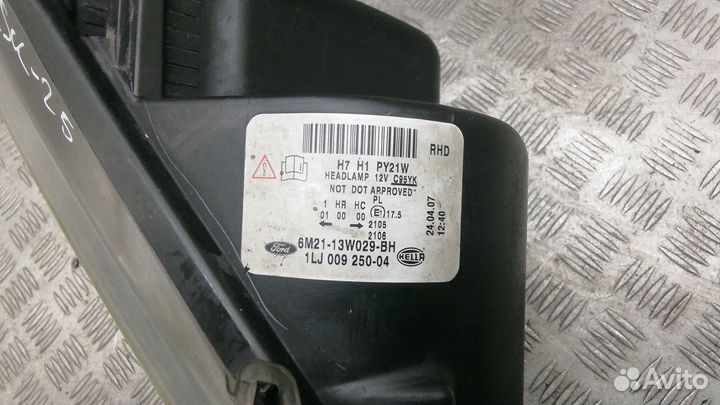 RHD
H7 H1 PY21W
HEADLAMP 12V C95YK
NOT DOT APPROVED
PL
1 HR HC
01 00 00 E1 17.5
← → 2105
2106
24.04.07
12:40
Ford 6M21-13W029-BH
1LJ 009 250-04 HELLA
Avito